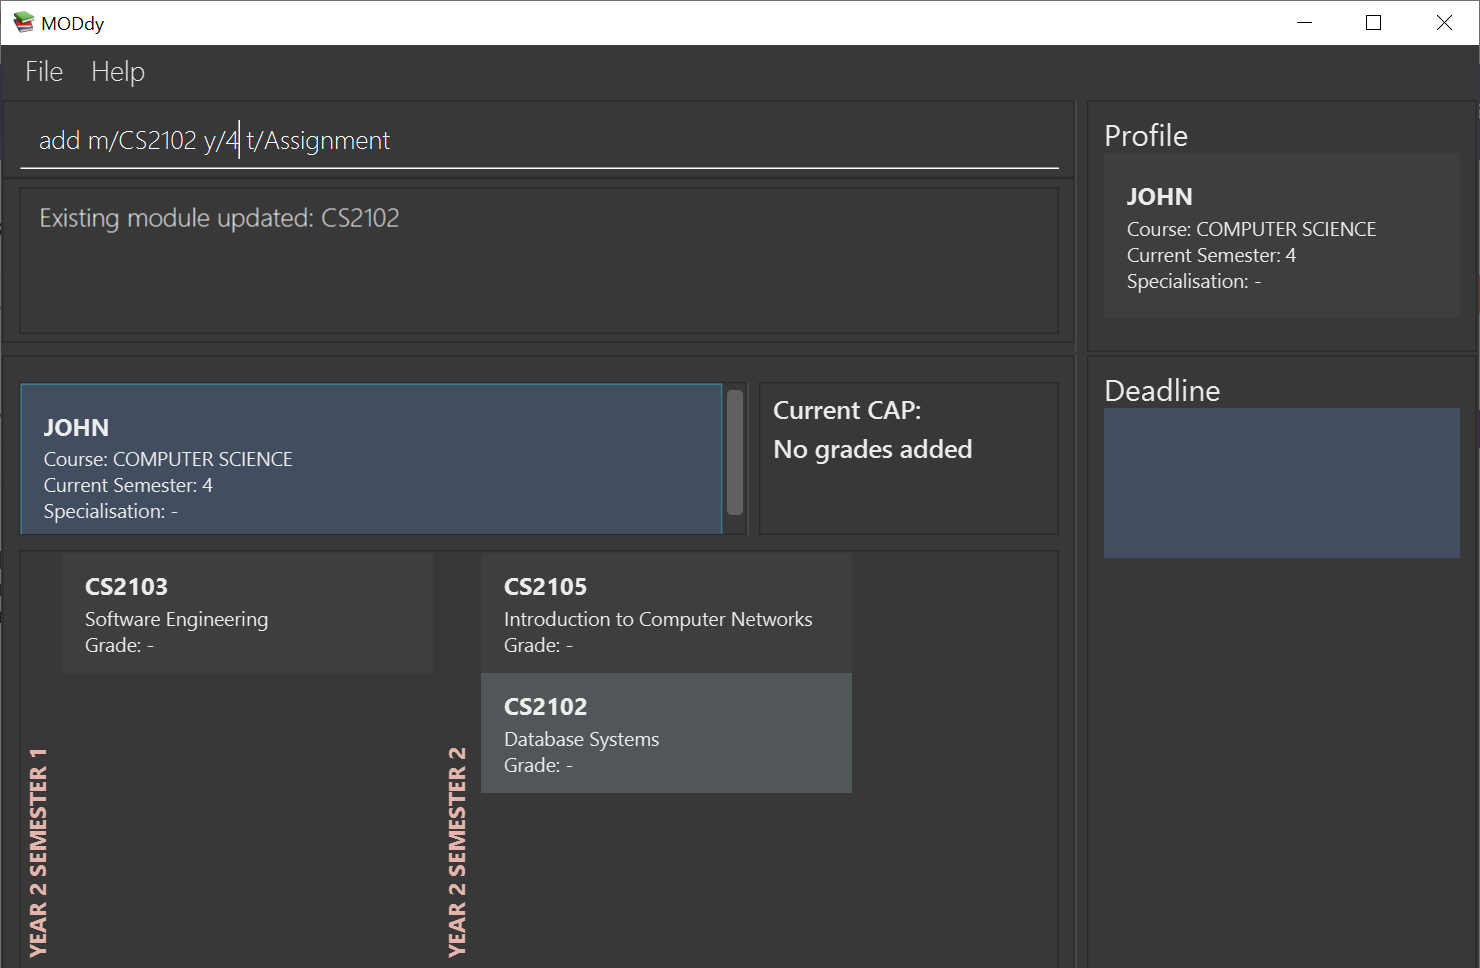 MODdy
File Help
add m/CS2102 y/4 t/Assignment
Existing module updated: CS2102
JOHN
Course: COMPUTER SCIENCE
Current Semester: 4
Specialisation: -
Current CAP:
No grades added
YEAR 2 SEMESTER 1
CS2103
Software Engineering
Grade: -
YEAR 2 SEMESTER 2
CS2105
Introduction to Computer Networks
Grade: -
CS2102
Database Systems
Grade: -
Profile
JOHN
Course: COMPUTER SCIENCE
Current Semester: 4
Specialisation: -
Deadline